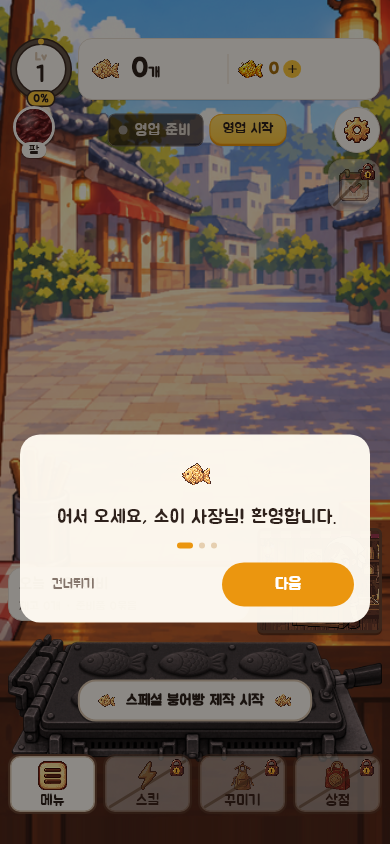 Lv
1
0%
0개
0 +
팥
영업 준비
영업 시작
어서 오세요, 소이 사장님! 환영합니다.
건너뛰기
다음
스페셜 붕어빵 제작 시작
메뉴
스킬
꾸미기
상점